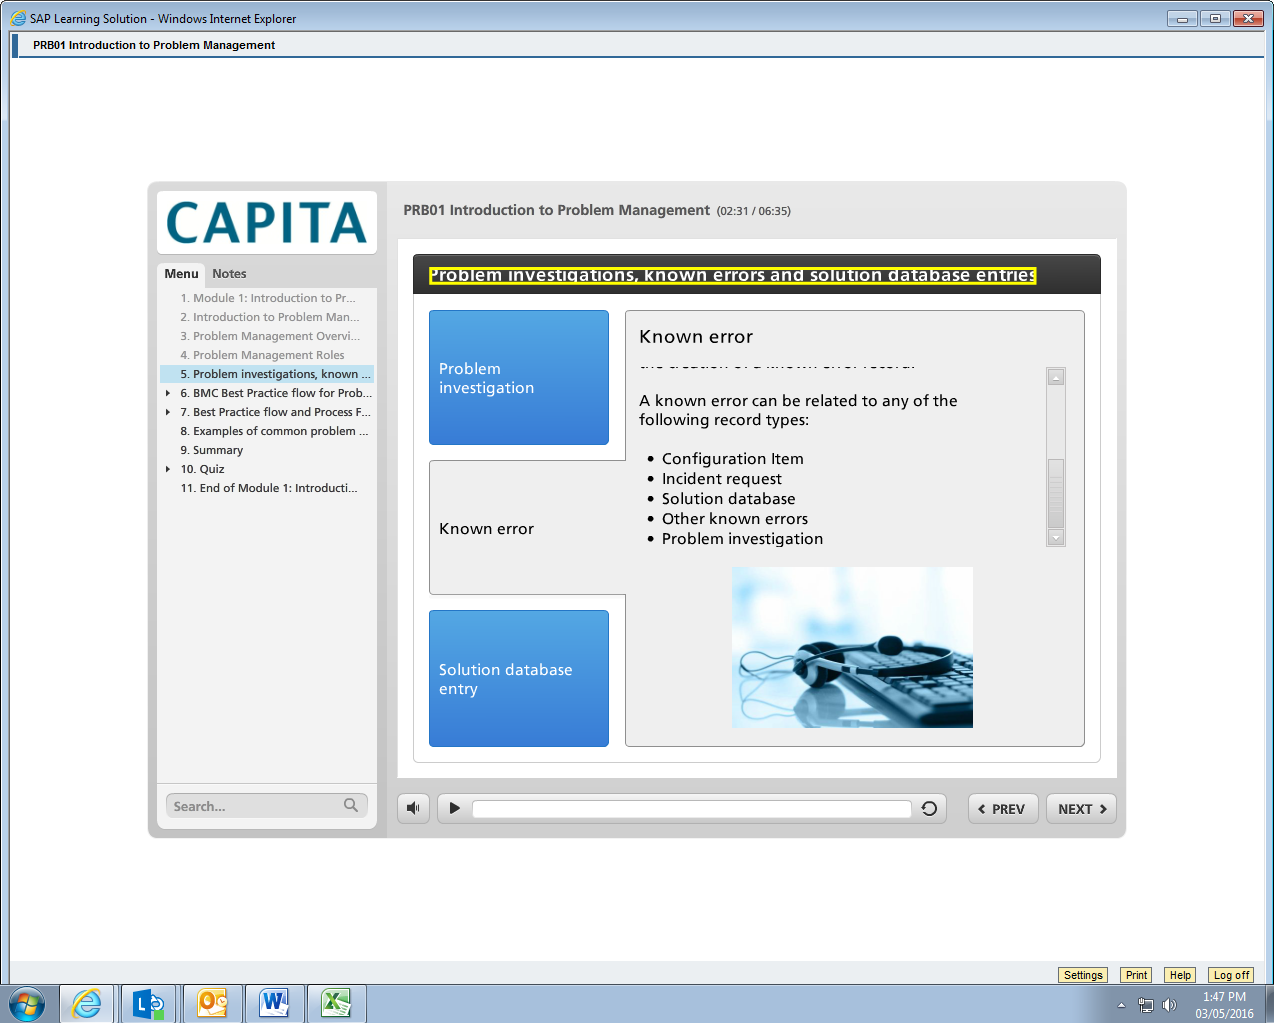 SAP Learning Solution - Windows Internet Explorer
PRB01 Introduction to Problem Management
CAPITA
PRB01 Introduction to Problem Management (02:31 / 06:35)
Menu Notes
1. Module 1: Introduction to Pr...
2. Introduction to Problem Man...
3. Problem Management Overvi...
4. Problem Management Roles
5. Problem investigations, known ...
6. BMC Best Practice flow for Prob...
7. Best Practice flow and Process F...
8. Examples of common problem ...
9. Summary
10. Quiz
11. End of Module 1: Introducti...
Search...
Problem investigations, known errors and solution database entries
Problem
investigation
Known error
Solution database
entry
Known error
the creation of a known error record.
A known error can be related to any of the
following record types:
• Configuration Item
• Incident request
• Solution database
• Other known errors
• Problem investigation
PREV
NEXT
Settings Print Help Log off
1:47 PM
03/05/2016